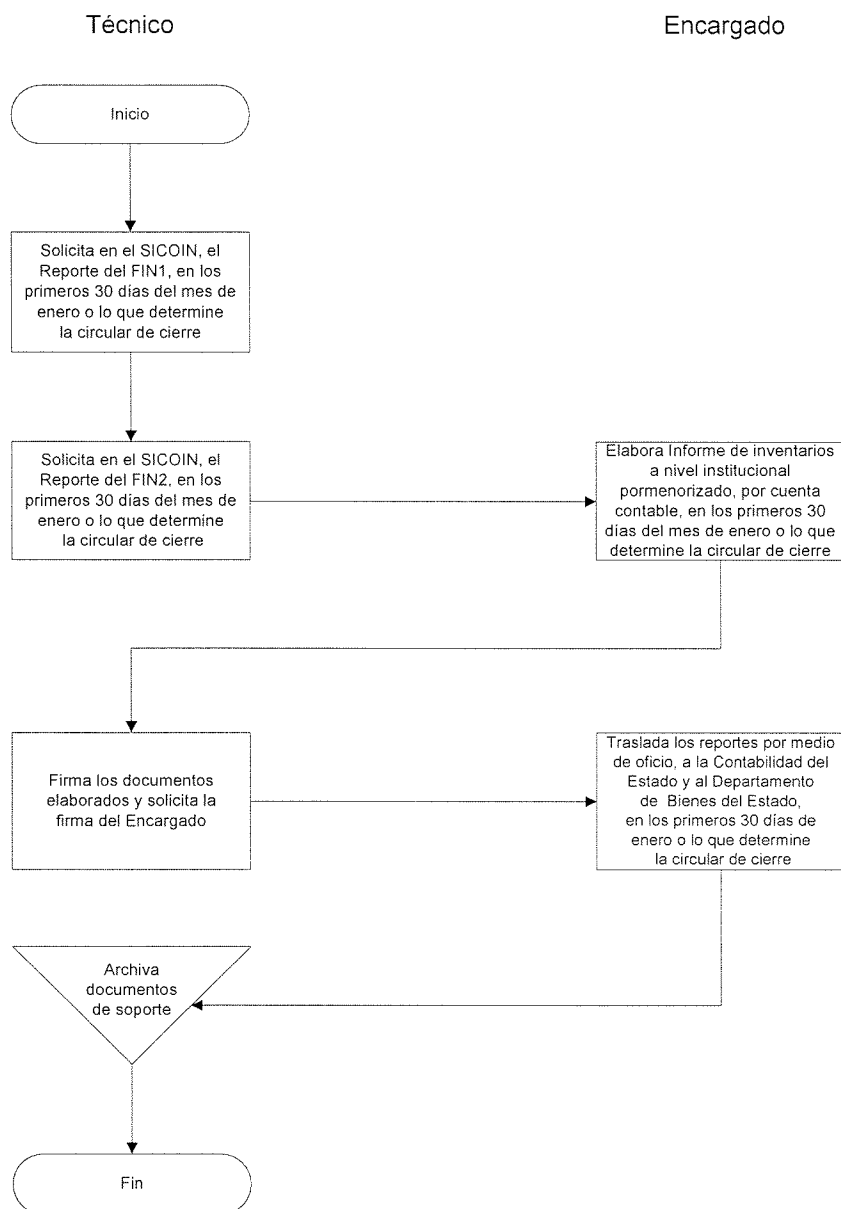 Técnico
Encargado
Inicio
Solicita en el SICOIN, el
Reporte del FIN1, en los
primeros 30 días del mes de
enero o lo que determine
la circular de cierre
Solicita en el SICOIN, el
Reporte del FIN2, en los
primeros 30 días del mes de
enero o lo que determine
la circular de cierre
Elabora Informe de inventarios
a nivel institucional
pormenorizado, por cuenta
contable, en los primeros 30
días del mes de enero o lo que
determine la circular de cierre
Firma los documentos
elaborados y solicita la
firma del Encargado
Traslada los reportes por medio
de oficio, a la Contabilidad del
Estado y al Departamento
de Bienes del Estado,
en los primeros 30 días de
enero o lo que determine
la circular de cierre
Archiva
documentos
de soporte
Fin